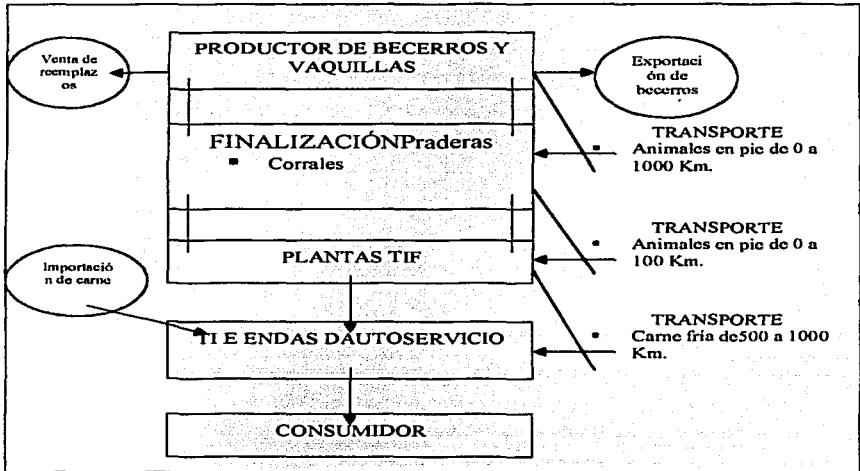 PRODUCTOR DE BECERROS Y
VAQUILLAS
Venta de
reemplaz
os
Exportaci
ón de
becerros
FINALIZACIÓNPraderas
▪ Corrales
TRANSPORTE
▪ Animales en pie de 0 a
1000 Km.
PLANTAS TIF
TRANSPORTE
▪ Animales en pie de 0 a
100 Km.
Importació
n de carne
TI E ENDAS DAUTOSERVICIO
TRANSPORTE
▪ Carne fría de500 a 1000
Km.
CONSUMIDOR